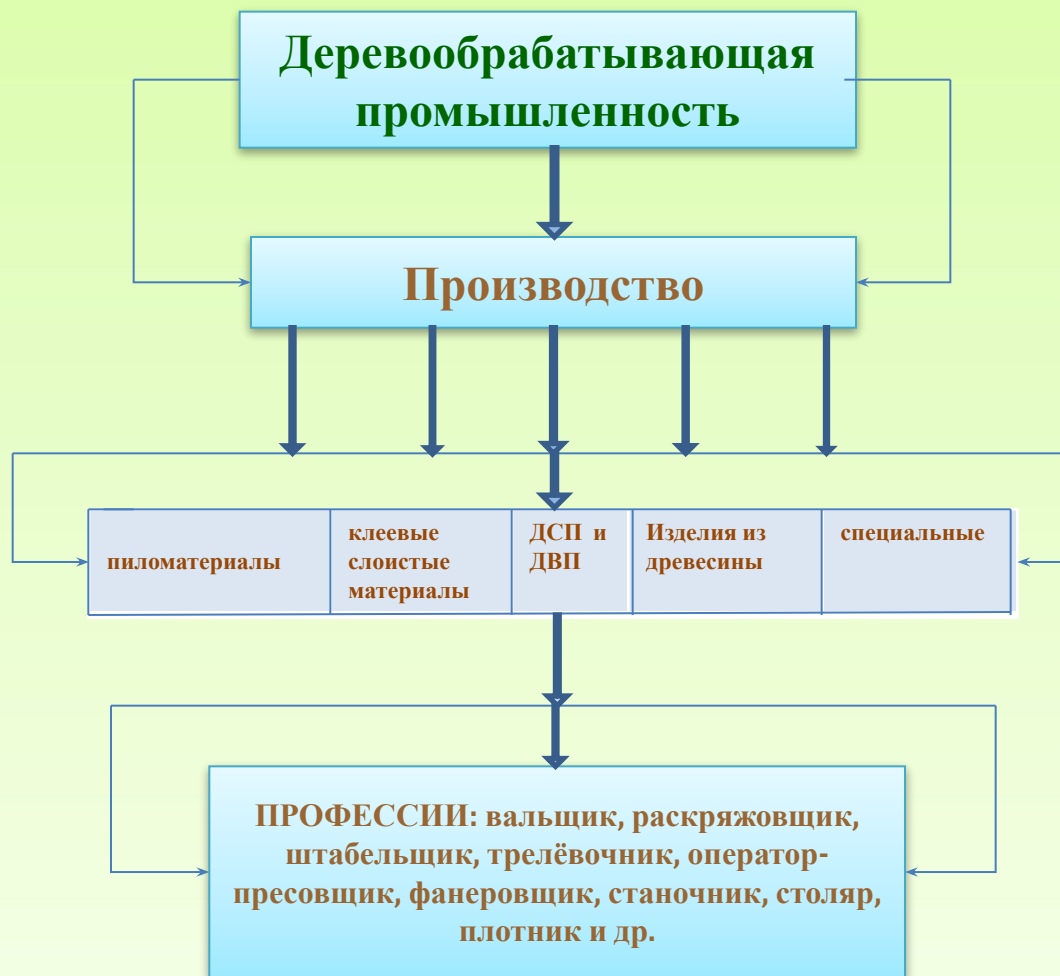 Деревообрабатывающая
промышленность
Производство
пиломатериалы
клеевые
слоистые
материалы
ДСП и
ДВП
Изделия из
древесины
специальные
ПРОФЕССИИ: вальщик, раскряжовщик,
штабельщик, трелёвочник, оператор-
пресовщик, фанеровщик, станочник, столяр,
плотник и др.